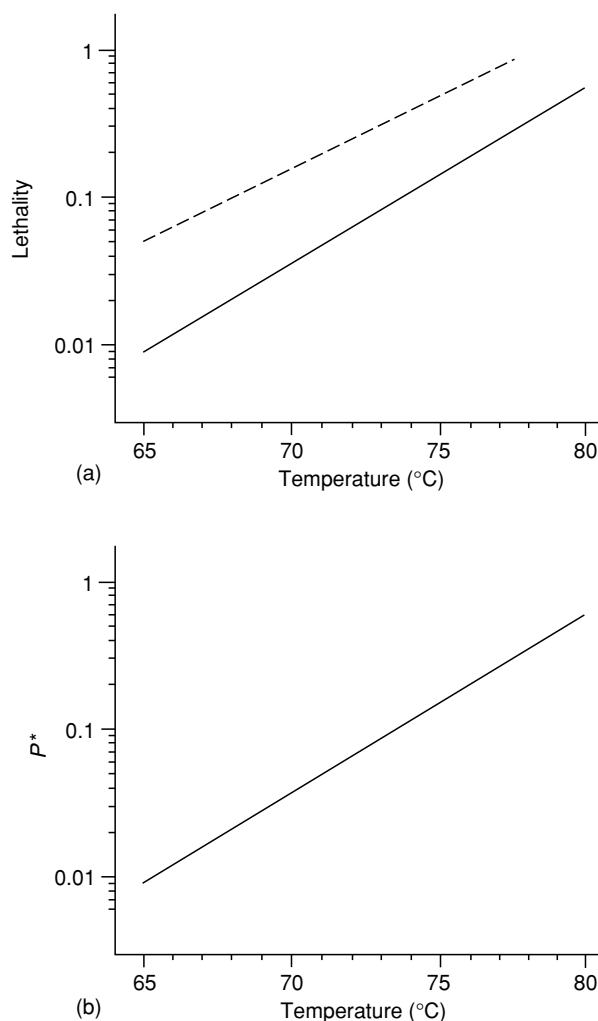 1
0.1
0.01
Lethality
65 70 75 80
Temperature (°C)
(a)
1
0.1
0.01
P*
65 70 75 80
Temperature (°C)
(b)